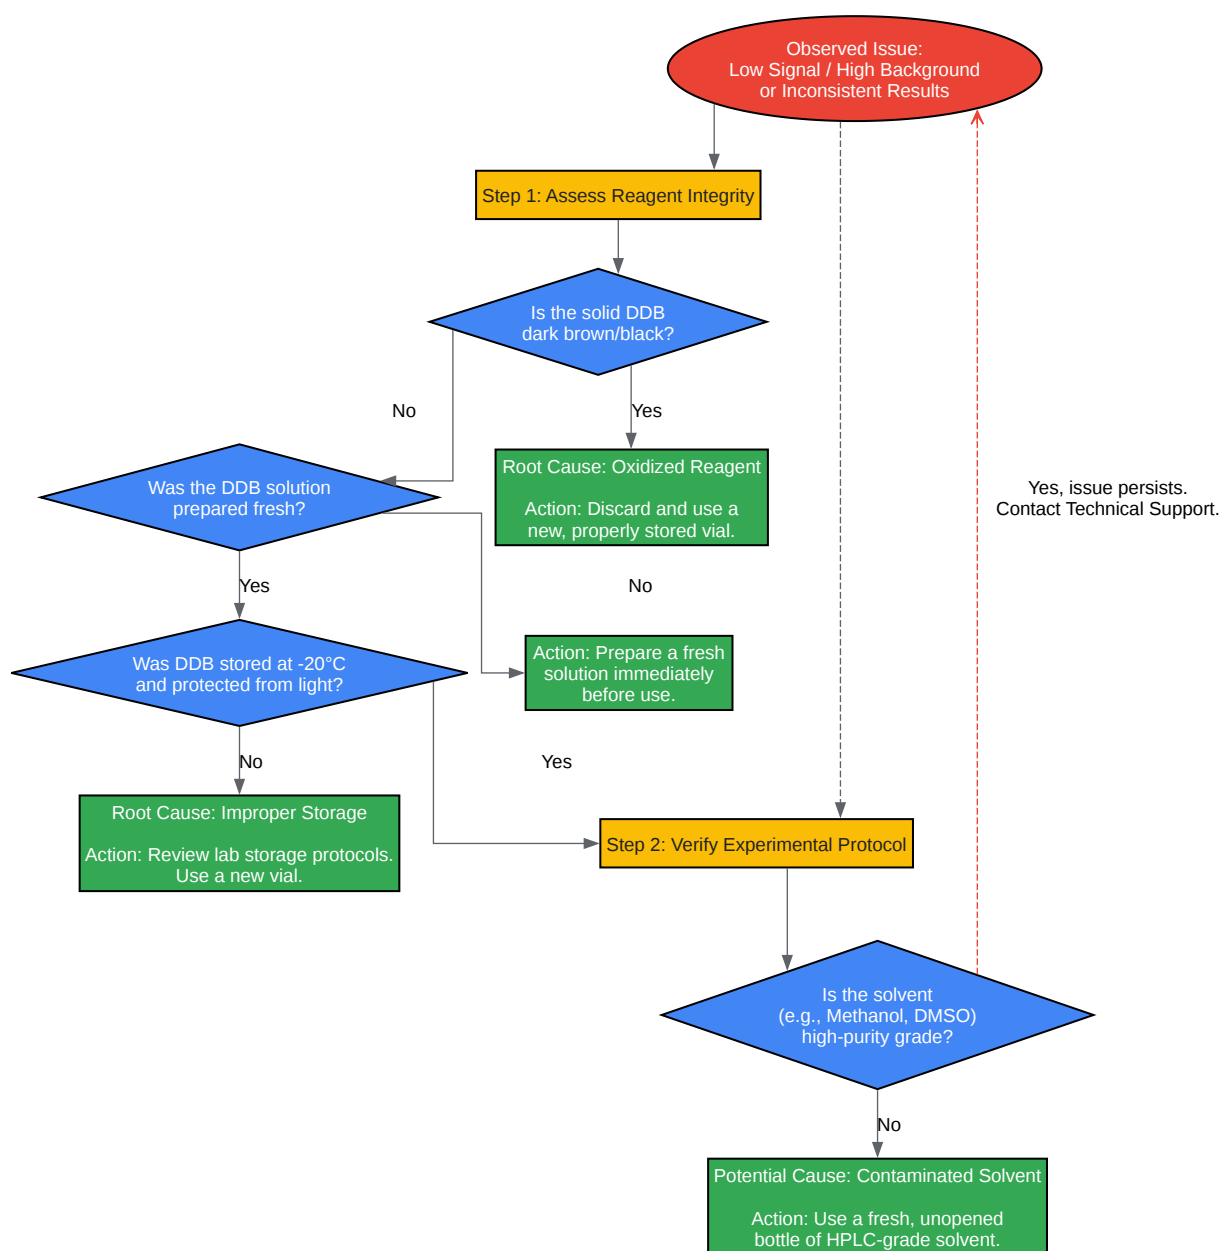 Observed Issue:
Low Signal / High Background
or Inconsistent Results
Step 1: Assess Reagent Integrity
Is the solid DDB
dark brown/black?
No
Yes
Root Cause: Oxidized Reagent
Action: Discard and use a
new, properly stored vial.
Was the DDB solution
prepared fresh?
Yes, issue persists.
Contact Technical Support.
Yes
No
Was DDB stored at -20°C
and protected from light?
Action: Prepare a fresh
solution immediately
before use.
No
Yes
Root Cause: Improper Storage
Action: Review lab storage protocols.
Use a new vial.
Step 2: Verify Experimental Protocol
Is the solvent
(e.g., Methanol, DMSO)
high-purity grade?
No
Potential Cause: Contaminated Solvent
Action: Use a fresh, unopened
bottle of HPLC-grade solvent.